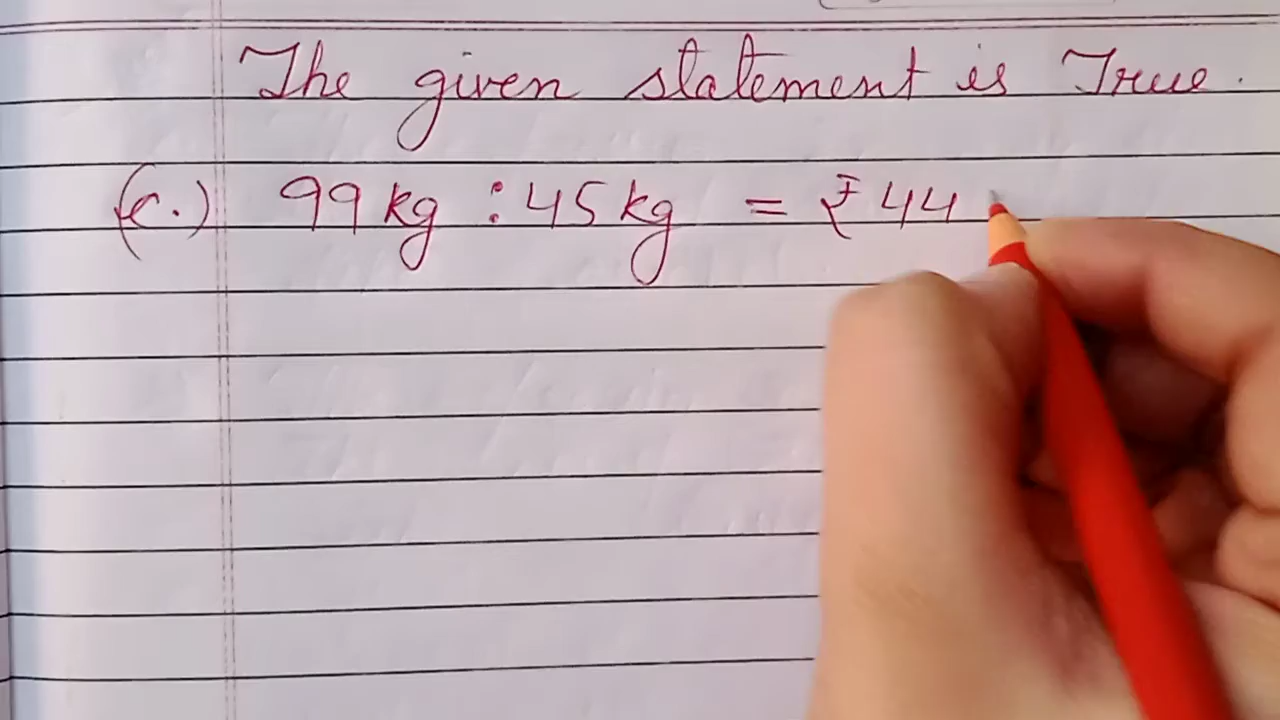 The given statement is True.
(c.) 99 kg : 45 kg = ₹ 44